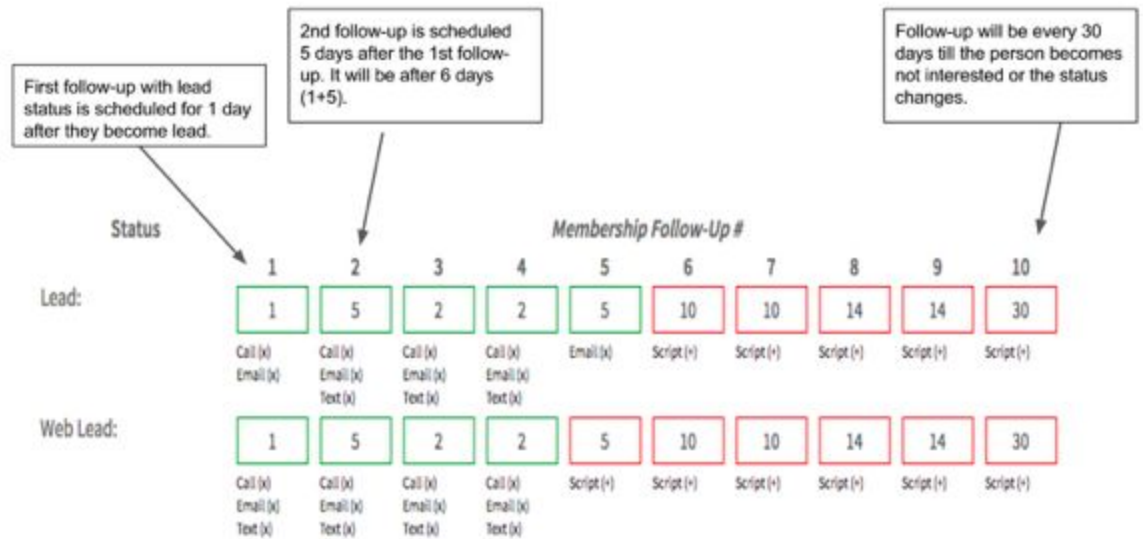 First follow-up with lead
status is scheduled for 1 day
after they become lead.
2nd follow-up is scheduled
5 days after the 1st follow-
up. It will be after 6 days
(1+5).
Follow-up will be every 30
days till the person becomes
not interested or the status
changes.
Status Membership Follow-Up #
1 2 3 4 5 6 7 8 9 10
Lead: 1 5 2 2 5 10 10 14 14 30
Call (x) Call (x) Call (x) Call (x) Email (x) Script (+) Script (+) Script (+) Script (+) Script (+)
Email (x) Email (x) Email (x) Email (x)
Text (x) Text (x) Text (x)
Web Lead: 1 5 2 2 5 10 10 14 14 30
Call (x) Call (x) Call (x) Call (x) Script (+) Script (+) Script (+) Script (+) Script (+) Script (+)
Email (x) Email (x) Email (x) Email (x)
Text (x) Text (x) Text (x) Text (x)